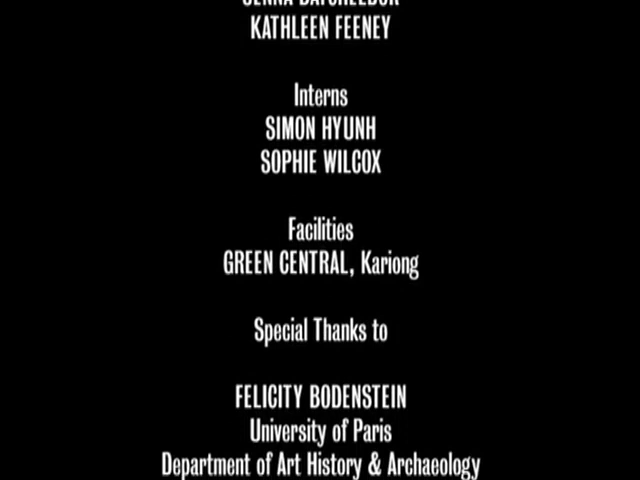 KATHLEEN FEENEY
Interns
SIMON HYUNH
SOPHIE WILCOX
Facilities
GREEN CENTRAL, Kariong
Special Thanks to
FELICITY BODENSTEIN
University of Paris
Department of Art History & Archaeology